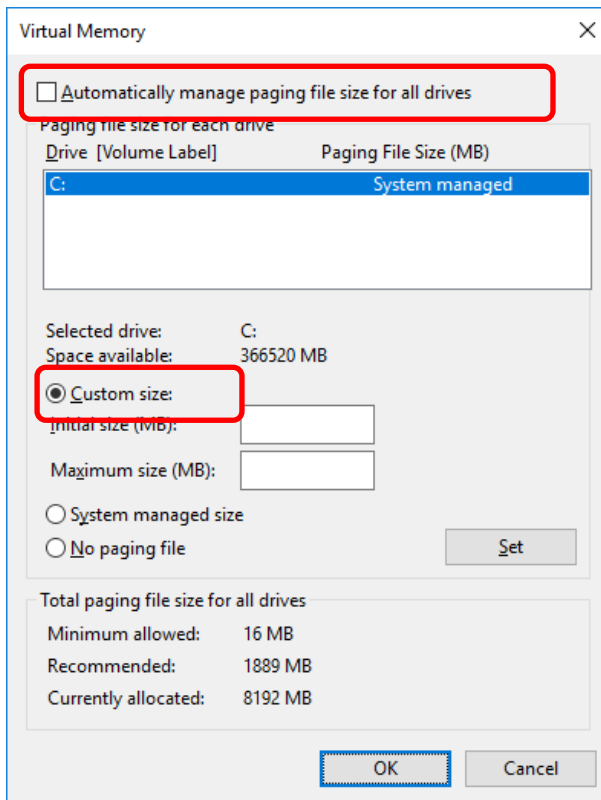 Virtual Memory
Automatically manage paging file size for all drives
Paging file size for each drive
Drive [Volume Label] Paging File Size (MB)
C: System managed
Selected drive: C:
Space available: 366520 MB
Custom size:
Initial size (MB):
Maximum size (MB):
System managed size
No paging file Set
Total paging file size for all drives
Minimum allowed: 16 MB
Recommended: 1889 MB
Currently allocated: 8192 MB
OK Cancel